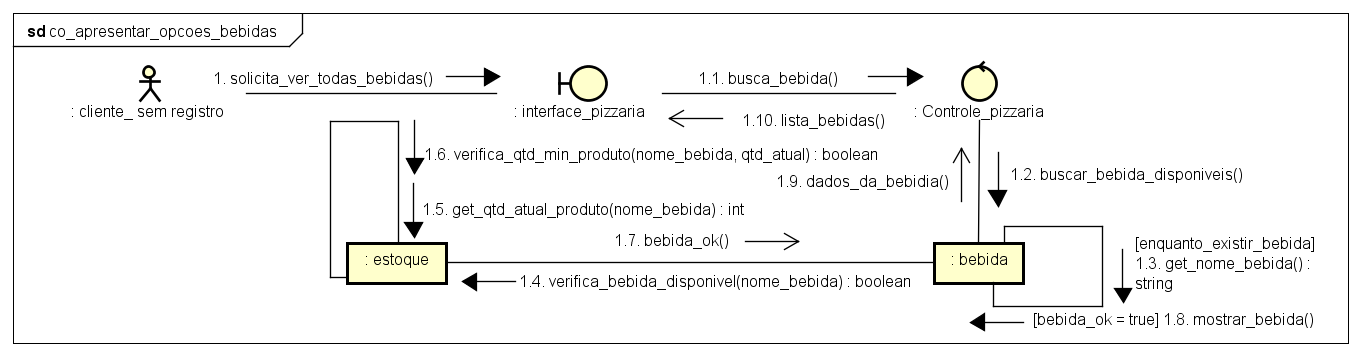 sd co_apresentar_opcoes_bebidas
1. solicita_ver_todas_bebidas()
1.1. busca_bebida()
: cliente_ sem registro
: interface_pizzaria
: Controle_pizzaria
1.10. lista_bebidas()
1.6. verifica_qtd_min_produto(nome_bebida, qtd_atual) : boolean
1.9. dados_da_bebidia()
1.2. buscar_bebida_disponiveis()
1.5. get_qtd_atual_produto(nome_bebida) : int
1.7. bebida_ok()
[enquanto_existir_bebida]
1.3. get_nome_bebida() :
string
: estoque
: bebida
1.4. verifica_bebida_disponivel(nome_bebida) : boolean
[bebida_ok = true] 1.8. mostrar_bebida()